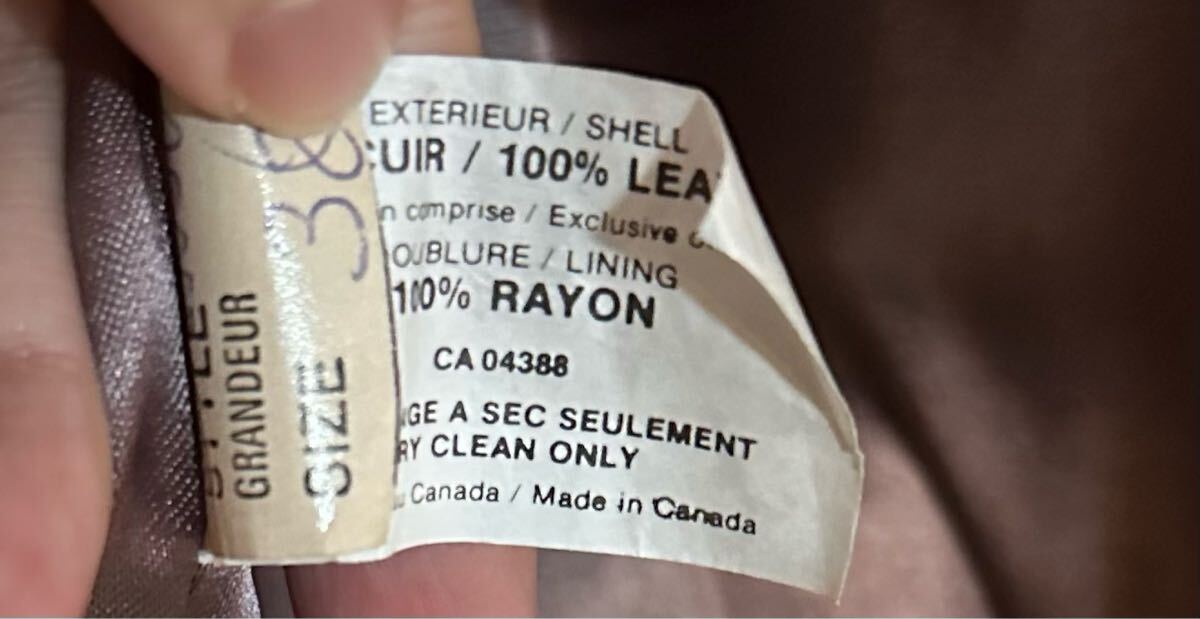 EXTERIEUR / SHELL
CUIR / 100% LEA
n comprise / Exclusive o
OUBLURE / LINING
100% RAYON
CA 04388
GE A SEC SEULEMENT
RY CLEAN ONLY
Canada / Made in Canada
GRANDEUR
SIZE 38